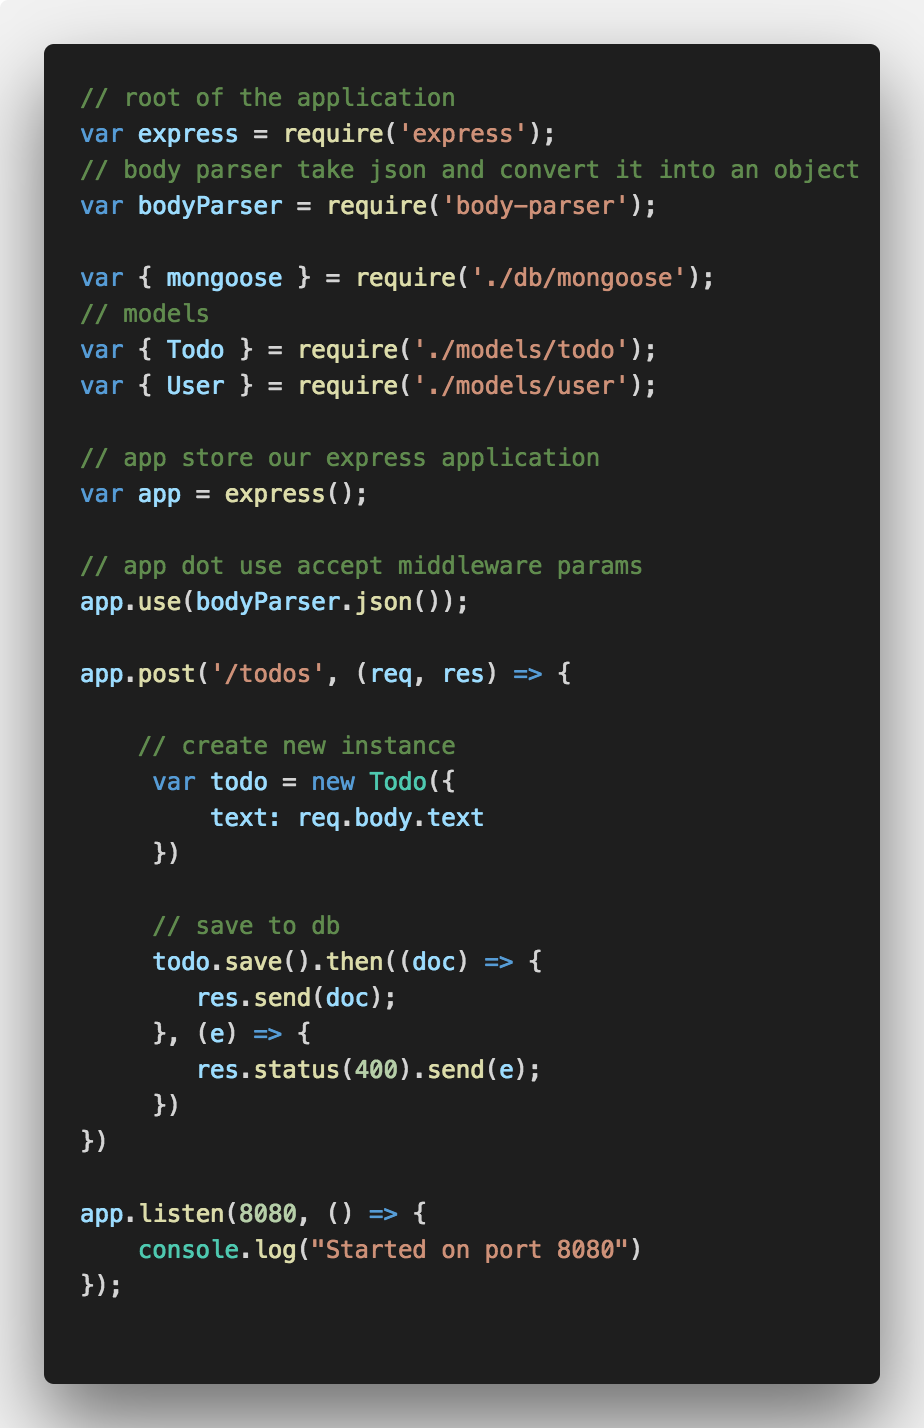 // root of the application
var express = require('express');
// body parser take json and convert it into an object
var bodyParser = require('body-parser');

var { mongoose } = require('./db/mongoose');
// models
var { Todo } = require('./models/todo');
var { User } = require('./models/user');

// app store our express application
var app = express();

// app dot use accept middleware params
app.use(bodyParser.json());

app.post('/todos', (req, res) => {

    // create new instance
     var todo = new Todo({
         text: req.body.text
     })

     // save to db
     todo.save().then((doc) => {
        res.send(doc);
     }, (e) => {
        res.status(400).send(e);
     })
})

app.listen(8080, () => {
    console.log("Started on port 8080")
});